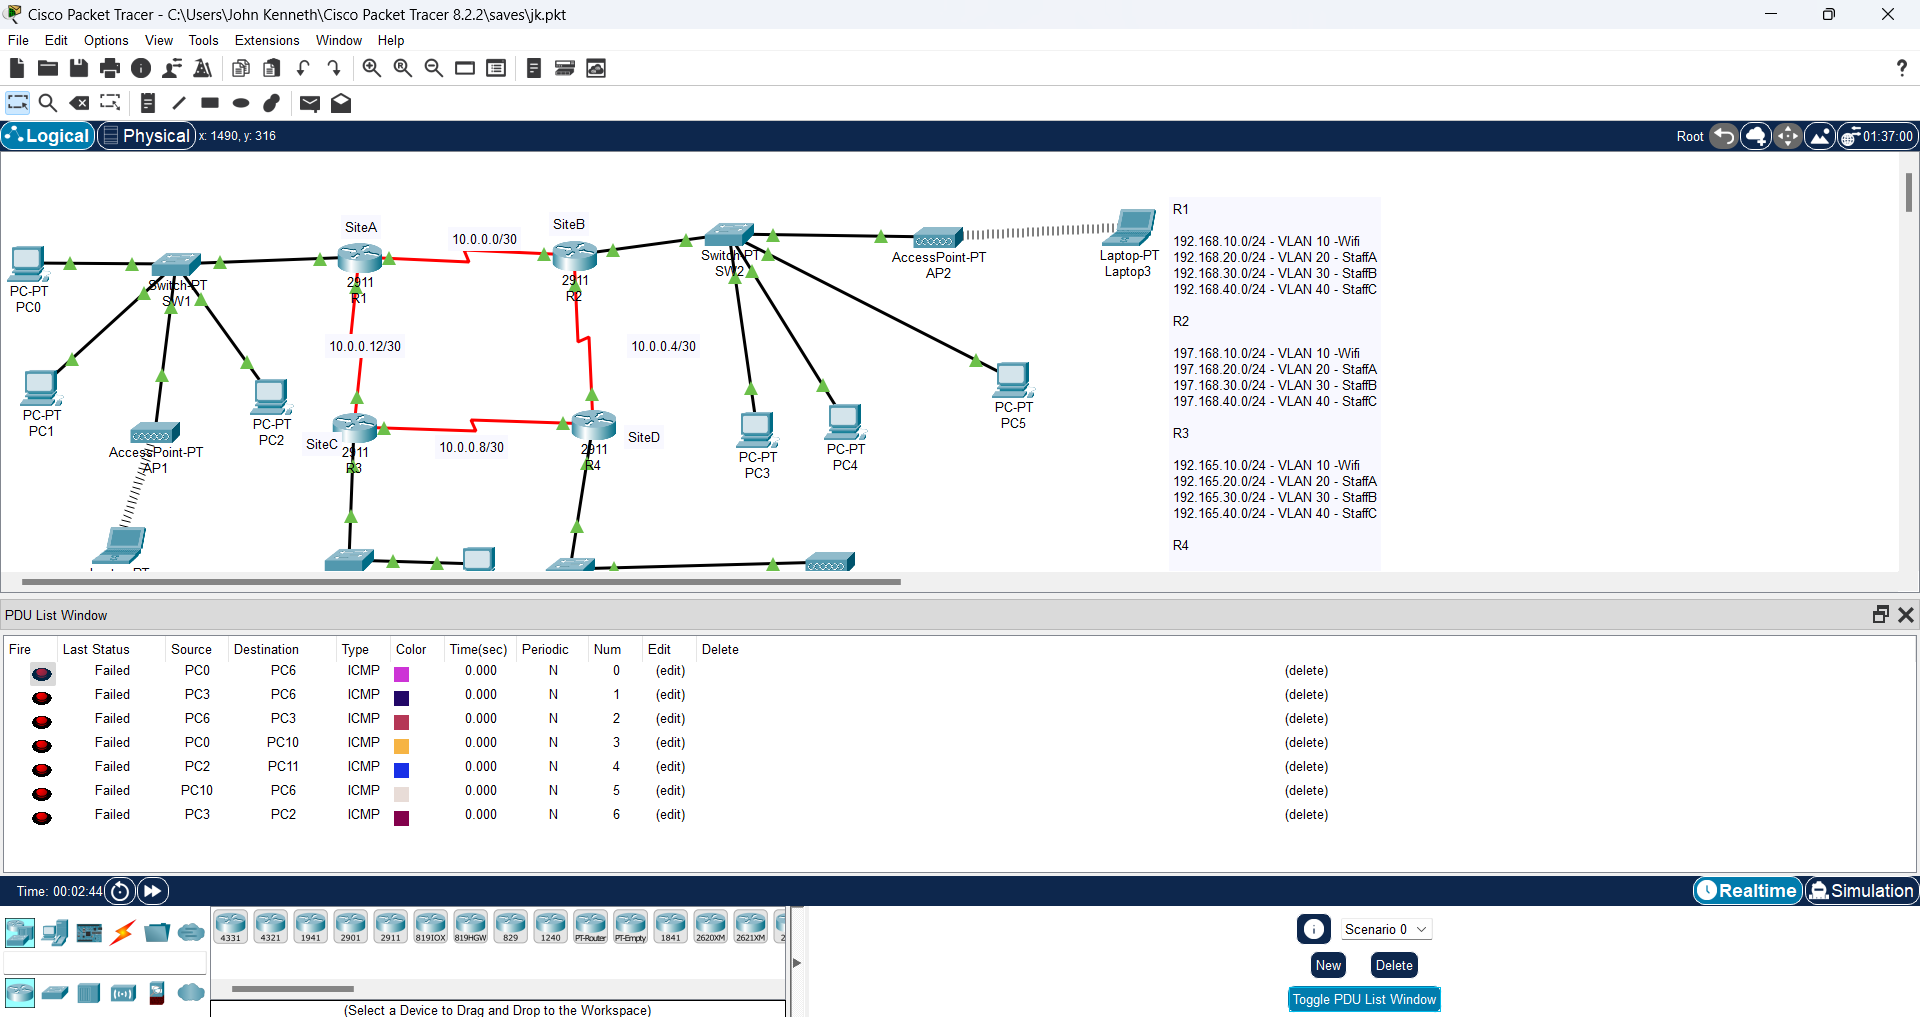 Cisco Packet Tracer - C:\Users\John Kenneth\Cisco Packet Tracer 8.2.2\saves\jk.pkt
File Edit Options View Tools Extensions Window Help
?
Logical Physical x: 1490, y: 316 Root 01:37:00
SiteA
10.0.0.0/30
SiteB
2911
R1
2911
R2
Switch-PT
SW1
PC-PT
PC0
Switch-PT
SW2
AccessPoint-PT
AP2
Laptop-PT
Laptop3
10.0.0.12/30
10.0.0.4/30
PC-PT
PC1
PC-PT
PC2
AccessPoint-PT
AP1
SiteC
2911
R3
10.0.0.8/30
2911
R4
SiteD
PC-PT
PC3
PC-PT
PC4
PC-PT
PC5
R1
192.168.10.0/24 - VLAN 10 -Wifi
192.168.20.0/24 - VLAN 20 - StaffA
192.168.30.0/24 - VLAN 30 - StaffB
192.168.40.0/24 - VLAN 40 - StaffC
R2
197.168.10.0/24 - VLAN 10 -Wifi
197.168.20.0/24 - VLAN 20 - StaffA
197.168.30.0/24 - VLAN 30 - StaffB
197.168.40.0/24 - VLAN 40 - StaffC
R3
192.165.10.0/24 - VLAN 10 -Wifi
192.165.20.0/24 - VLAN 20 - StaffA
192.165.30.0/24 - VLAN 30 - StaffB
192.165.40.0/24 - VLAN 40 - StaffC
R4
PDU List Window
Fire Last Status Source Destination Type Color Time(sec) Periodic Num Edit Delete
Failed PC0 PC6 ICMP 0.000 N 0 (edit) (delete)
Failed PC3 PC6 ICMP 0.000 N 1 (edit) (delete)
Failed PC6 PC3 ICMP 0.000 N 2 (edit) (delete)
Failed PC0 PC10 ICMP 0.000 N 3 (edit) (delete)
Failed PC2 PC11 ICMP 0.000 N 4 (edit) (delete)
Failed PC10 PC6 ICMP 0.000 N 5 (edit) (delete)
Failed PC3 PC2 ICMP 0.000 N 6 (edit) (delete)
Time: 00:02:44 Realtime Simulation
4331 4321 1941 2901 2911 819IOX 819HGW 829 1240 PT-Router PT-Empty 1841 2620XM 2621XM
Scenario 0
New Delete
Toggle PDU List Window
(Select a Device to Drag and Drop to the Workspace)